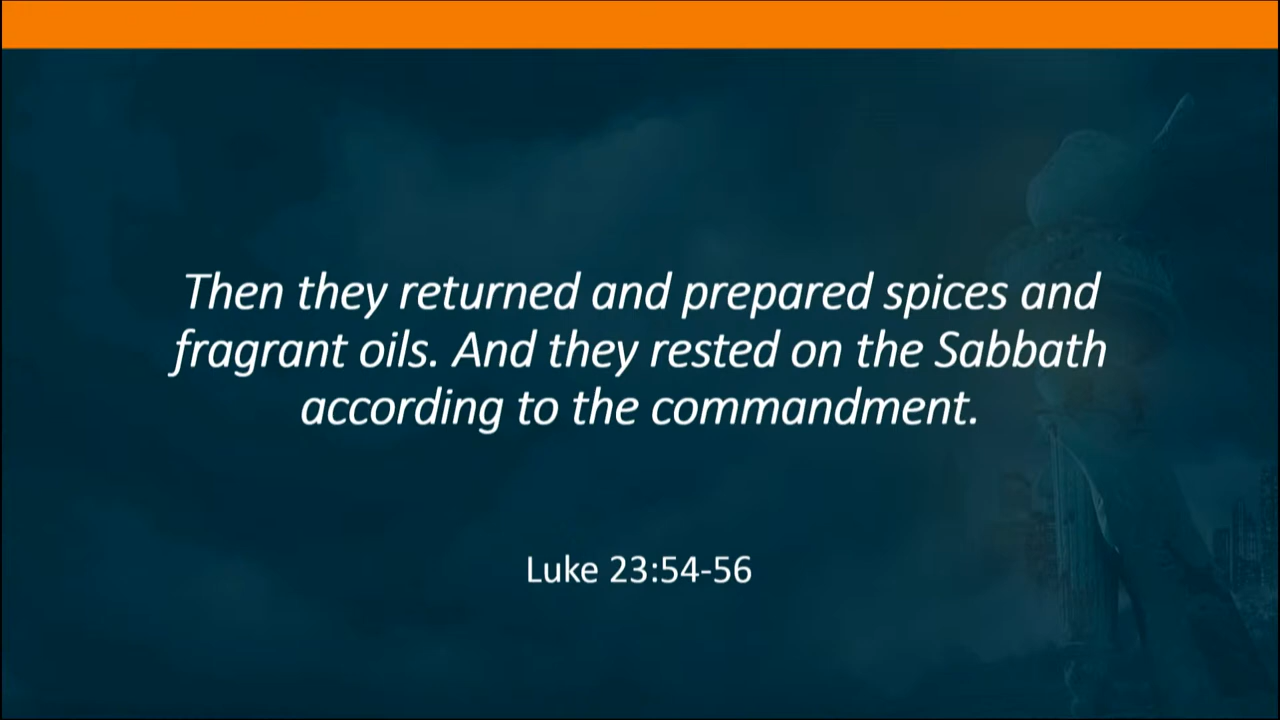 Then they returned and prepared spices and
fragrant oils. And they rested on the Sabbath
according to the commandment.
Luke 23:54-56